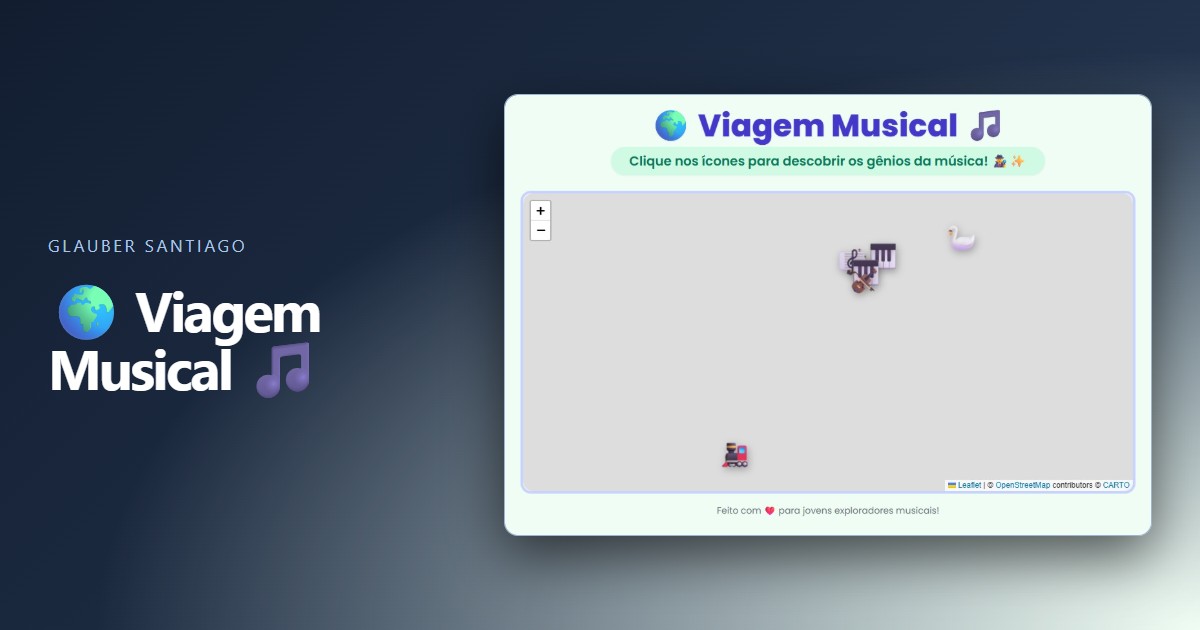 GLAUBER SANTIAGO
🌍 Viagem
Musical 🎵
🌍 Viagem Musical 🎵
Clique nos ícones para descobrir os gênios da música! 🕵️‍♀️✨
+
−
Leaflet | © OpenStreetMap contributors © CARTO
Feito com ❤️ para jovens exploradores musicais!